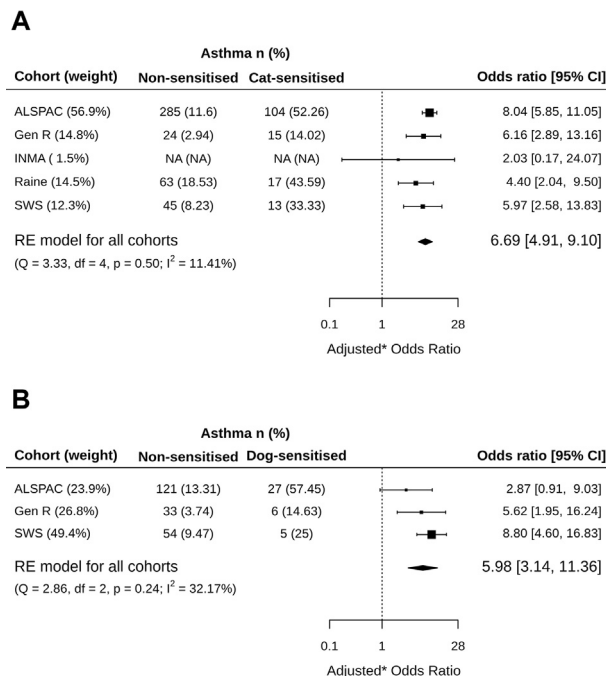 A
Asthma n (%)
Cohort (weight) Non-sensitised Cat-sensitised Odds ratio [95% CI]
ALSPAC (56.9%) 285 (11.6) 104 (52.26) 8.04 [5.85, 11.05]
Gen R (14.8%) 24 (2.94) 15 (14.02) 6.16 [2.89, 13.16]
INMA ( 1.5%) NA (NA) NA (NA) 2.03 [0.17, 24.07]
Raine (14.5%) 63 (18.53) 17 (43.59) 4.40 [2.04, 9.50]
SWS (12.3%) 45 (8.23) 13 (33.33) 5.97 [2.58, 13.83]
RE model for all cohorts 6.69 [4.91, 9.10]
(Q = 3.33, df = 4, p = 0.50; I² = 11.41%)
0.1 1 28
Adjusted* Odds Ratio
B
Asthma n (%)
Cohort (weight) Non-sensitised Dog-sensitised Odds ratio [95% CI]
ALSPAC (23.9%) 121 (13.31) 27 (57.45) 2.87 [0.91, 9.03]
Gen R (26.8%) 33 (3.74) 6 (14.63) 5.62 [1.95, 16.24]
SWS (49.4%) 54 (9.47) 5 (25) 8.80 [4.60, 16.83]
RE model for all cohorts 5.98 [3.14, 11.36]
(Q = 2.86, df = 2, p = 0.24; I² = 32.17%)
0.1 1 28
Adjusted* Odds Ratio